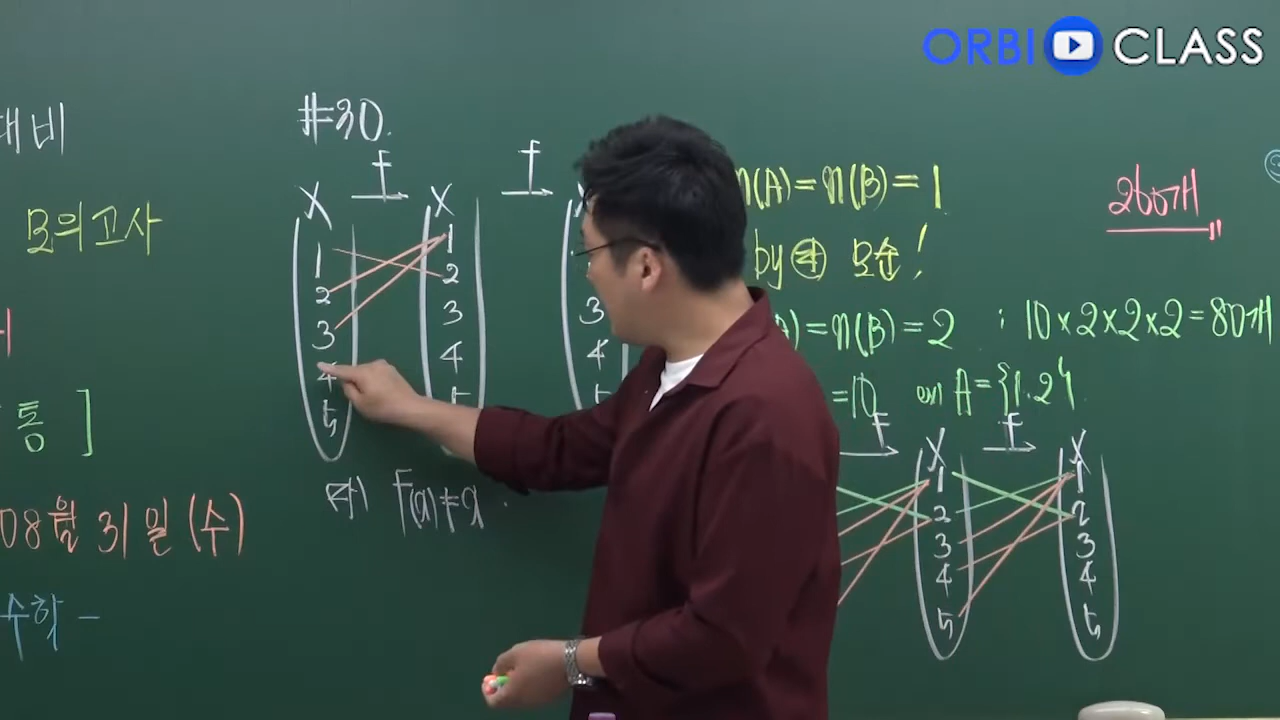 ORBI CLASS
대비
모의고사
통]
08월 31일 (수)
수학 -
#30.
f
f
X
X
1
2
3
4
5
1
2
3
4
5
3
4
(다) f(a)≠a.
n(A)=n(B)=1
by 모순!
)=n(B)=2 : 10×2×2×2=80개
=10 ex) A={1.2}
f
f
X
X
1
2
3
4
5
1
2
3
4
5
260개